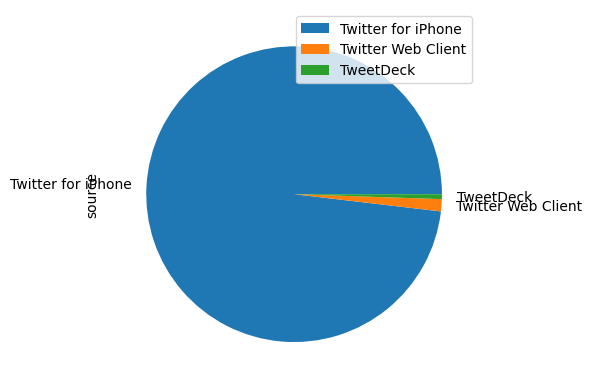 Twitter for iPhone
Twitter Web Client
TweetDeck
Twitter for iPhone
source
TweetDeck
Twitter Web Client